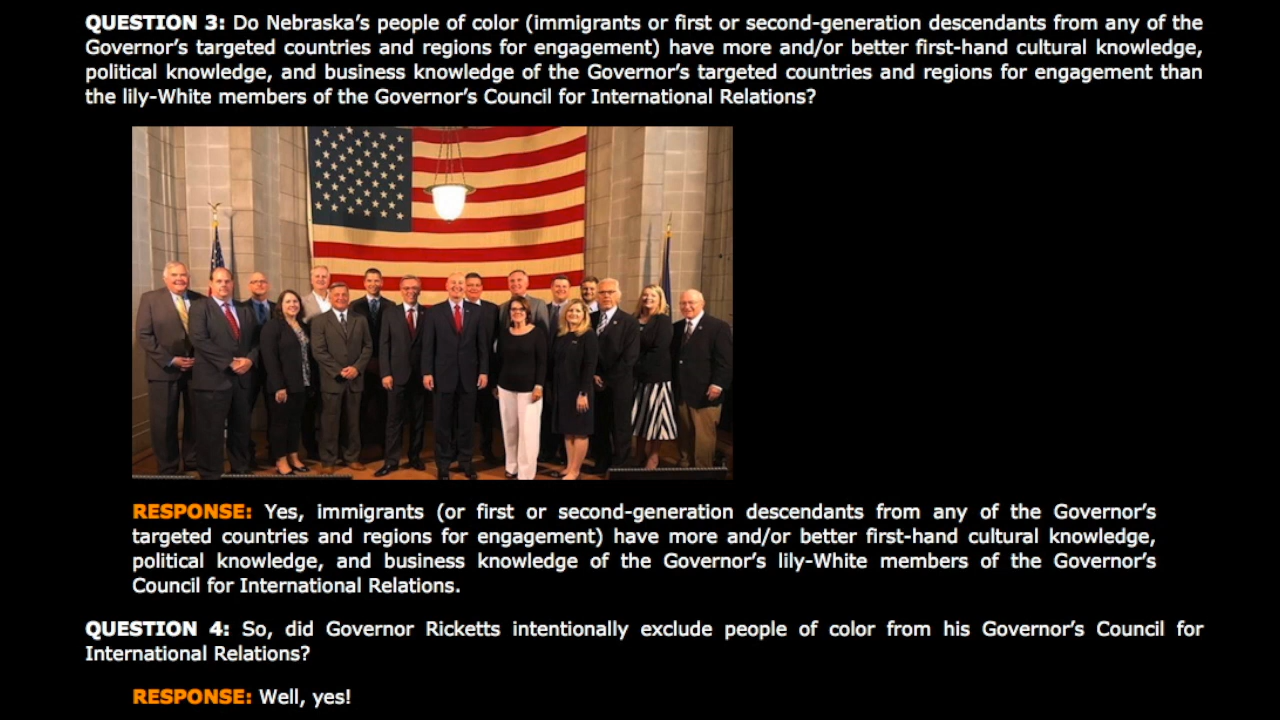 QUESTION 3: Do Nebraska’s people of color (immigrants or first or second-generation descendants from any of the
Governor’s targeted countries and regions for engagement) have more and/or better first-hand cultural knowledge,
political knowledge, and business knowledge of the Governor’s targeted countries and regions for engagement than
the lily-White members of the Governor’s Council for International Relations?
RESPONSE: Yes, immigrants (or first or second-generation descendants from any of the Governor’s
targeted countries and regions for engagement) have more and/or better first-hand cultural knowledge,
political knowledge, and business knowledge of the Governor’s lily-White members of the Governor’s
Council for International Relations.
QUESTION 4: So, did Governor Ricketts intentionally exclude people of color from his Governor’s Council for
International Relations?
RESPONSE: Well, yes!